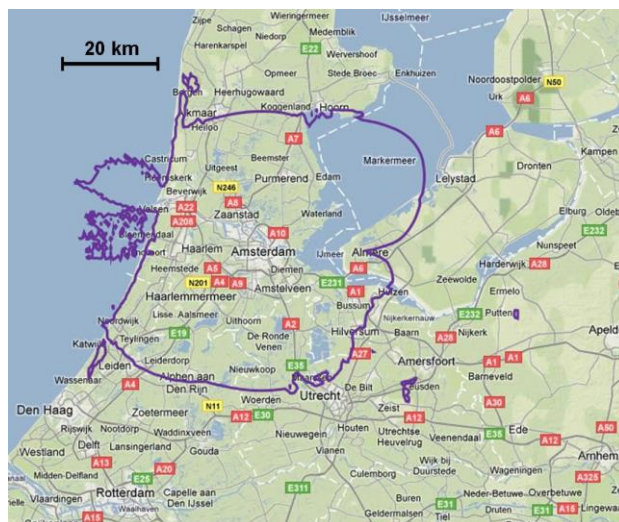 Zijpe
Wieringermeer
IJsselmeer
Schagen
Niedorp
Medemblik
20 km
Harenkarspel
E22
Wervershoof
Opmeer
Stede Broec
Enkhuizen
Noordoostpolder
N50
Bergen
Heerhugowaard
Urk
A6
Koggenland
Hoorn
kmaar
Heiloo
A7
A6
Kampen
Castricum
Beemster
Markermeer
Dronten
Heemskerk
Uitgeest
Lelystad
Beverwijk
N246
Purmerend
Edam
Velsen
A22
A8
Elburg
Zaanstad
Waterland
A208
E232
Bloemendaal
A10
Nunspeet
Haarlem
Amsterdam
IJmeer
Almere
Harderwijk
A28
Heemstede
A5
Diemen
A6
Zeewolde
N201
A4
A9
Amstelveen
E231
A1
Ermelo
Haarlemmermeer
Bussum
Huizen
Putten
Noordwijk
Lisse
Aalsmeer
Uithoorn
A2
Nijkerkernauw
E232
Katwijk
Teylingen
E19
De Ronde
Venen
Hilversum
Baarn
A28
Nijkerk
Apeld
Leiden
Leiderdorp
Nieuwkoop
E35
A27
Amersfoort
A1
A1
Wassenaar
A4
Alphen aan
Den Rijn
Maarssen
De Bilt
Leusden
Barneveld
Den Haag
Zoetermeer
N11
Woerden
Utrecht
Zeist
A30
A12
E30
A12
Rijswijk
Nootdorp
Waddinxveen
Nieuwegein
Houten
Utrechtse
Heuvelrug
Veenendaal
E35
Ede
A50
Westland
Delft
Lansingerland
Gouda
Vianen
A12
Arnhem
A13
A20
Wijk bij
Duurstede
Wageningen
A325
Midden-Delfland
E25
Culemborg
Rotterdam
Capelle aan
Den IJssel
E311
Buren
Neder-Betuwe
Overbetuwe
Vlaardingen
Waalhaven
E31
Lingewaa
A15
Geldermalsen
Tiel
E31
Druten
E31
A15